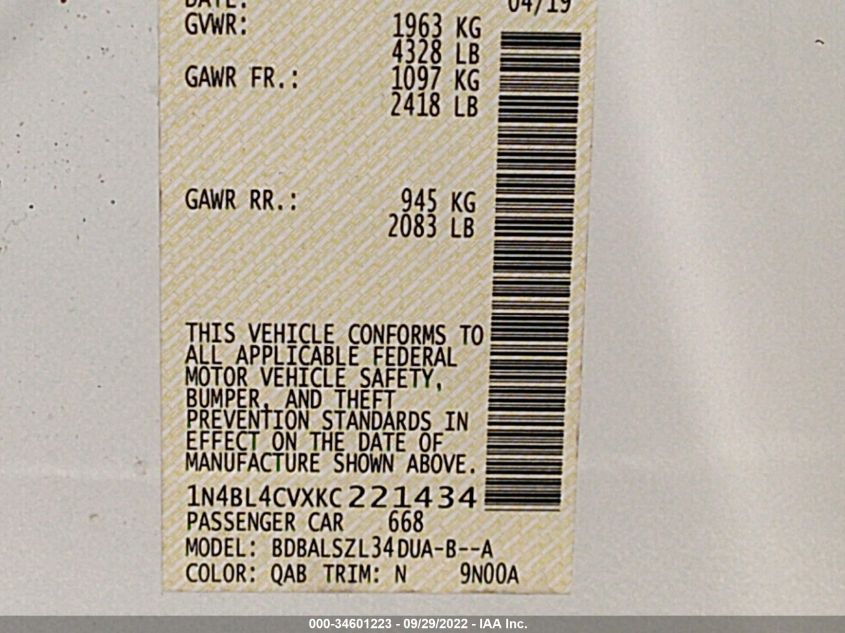 DATE: 04/19
GVWR: 1963 KG
4328 LB
GAWR FR.: 1097 KG
2418 LB
GAWR RR.: 945 KG
2083 LB
THIS VEHICLE CONFORMS TO
ALL APPLICABLE FEDERAL
MOTOR VEHICLE SAFETY,
BUMPER, AND THEFT
PREVENTION STANDARDS IN
EFFECT ON THE DATE OF
MANUFACTURE SHOWN ABOVE.
1N4BL4CVXKC221434
PASSENGER CAR 668
MODEL: BDBALSZL34DUA-B--A
COLOR: QAB TRIM: N 9N00A
000-34601223 - 09/29/2022 - IAA Inc.